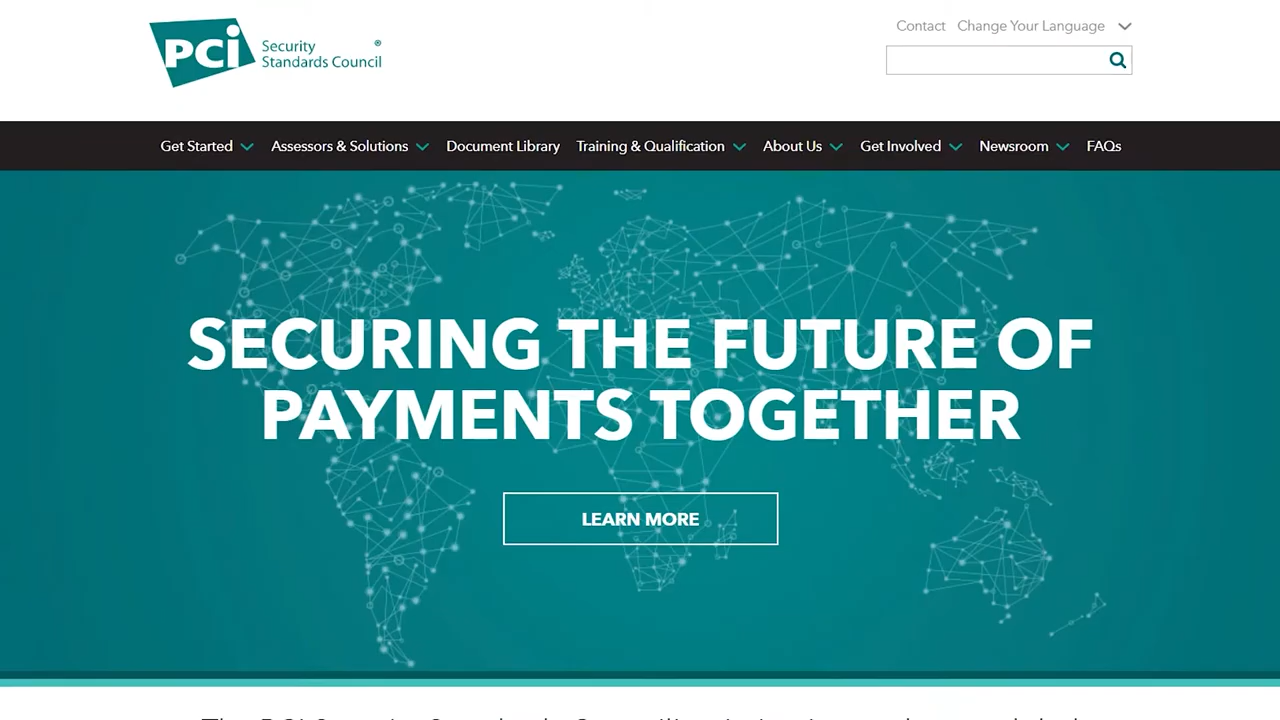 Contact Change Your Language
PCi Security
Standards Council ®
Get Started Assessors & Solutions Document Library Training & Qualification About Us Get Involved Newsroom FAQs
SECURING THE FUTURE OF
PAYMENTS TOGETHER
LEARN MORE